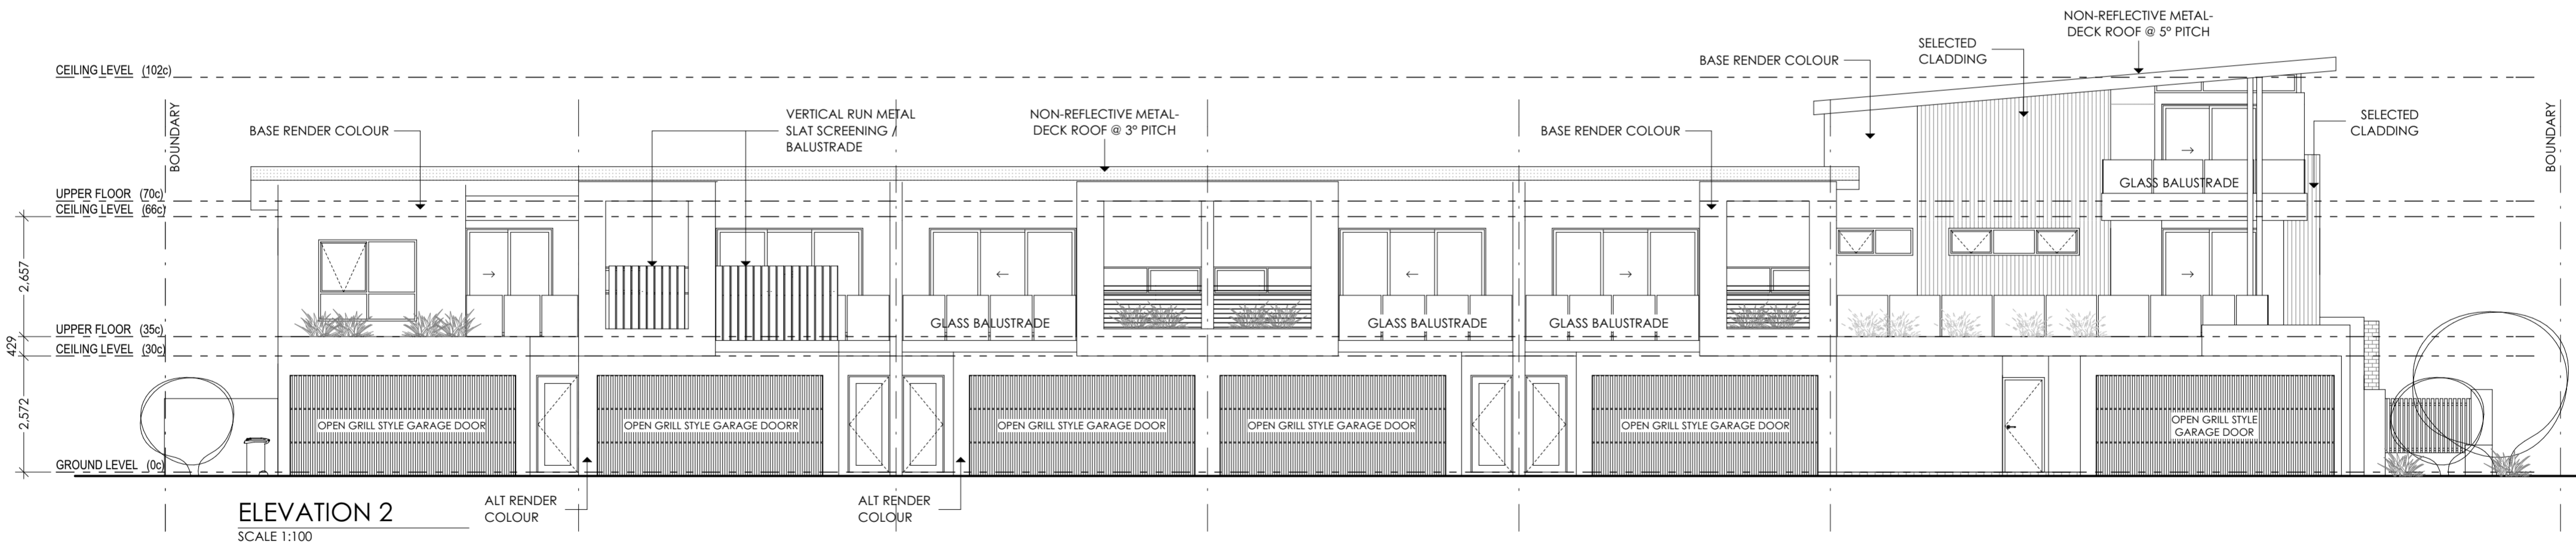 NON-REFLECTIVE METAL-
DECK ROOF @ 5º PITCH
SELECTED
CLADDING
BASE RENDER COLOUR
CEILING LEVEL (102c)
BOUNDARY
BASE RENDER COLOUR
VERTICAL RUN METAL
SLAT SCREENING /
BALUSTRADE
NON-REFLECTIVE METAL-
DECK ROOF @ 3º PITCH
BASE RENDER COLOUR
SELECTED
CLADDING
BOUNDARY
UPPER FLOOR (70c)
CEILING LEVEL (66c)
GLASS BALUSTRADE
2,657
UPPER FLOOR (35c)
GLASS BALUSTRADE
GLASS BALUSTRADE
GLASS BALUSTRADE
429
CEILING LEVEL (30c)
2,572
OPEN GRILL STYLE GARAGE DOOR
OPEN GRILL STYLE GARAGE DOORR
OPEN GRILL STYLE GARAGE DOOR
OPEN GRILL STYLE GARAGE DOOR
OPEN GRILL STYLE GARAGE DOOR
OPEN GRILL STYLE
GARAGE DOOR
GROUND LEVEL (0c)
ELEVATION 2
SCALE 1:100
ALT RENDER
COLOUR
ALT RENDER
COLOUR